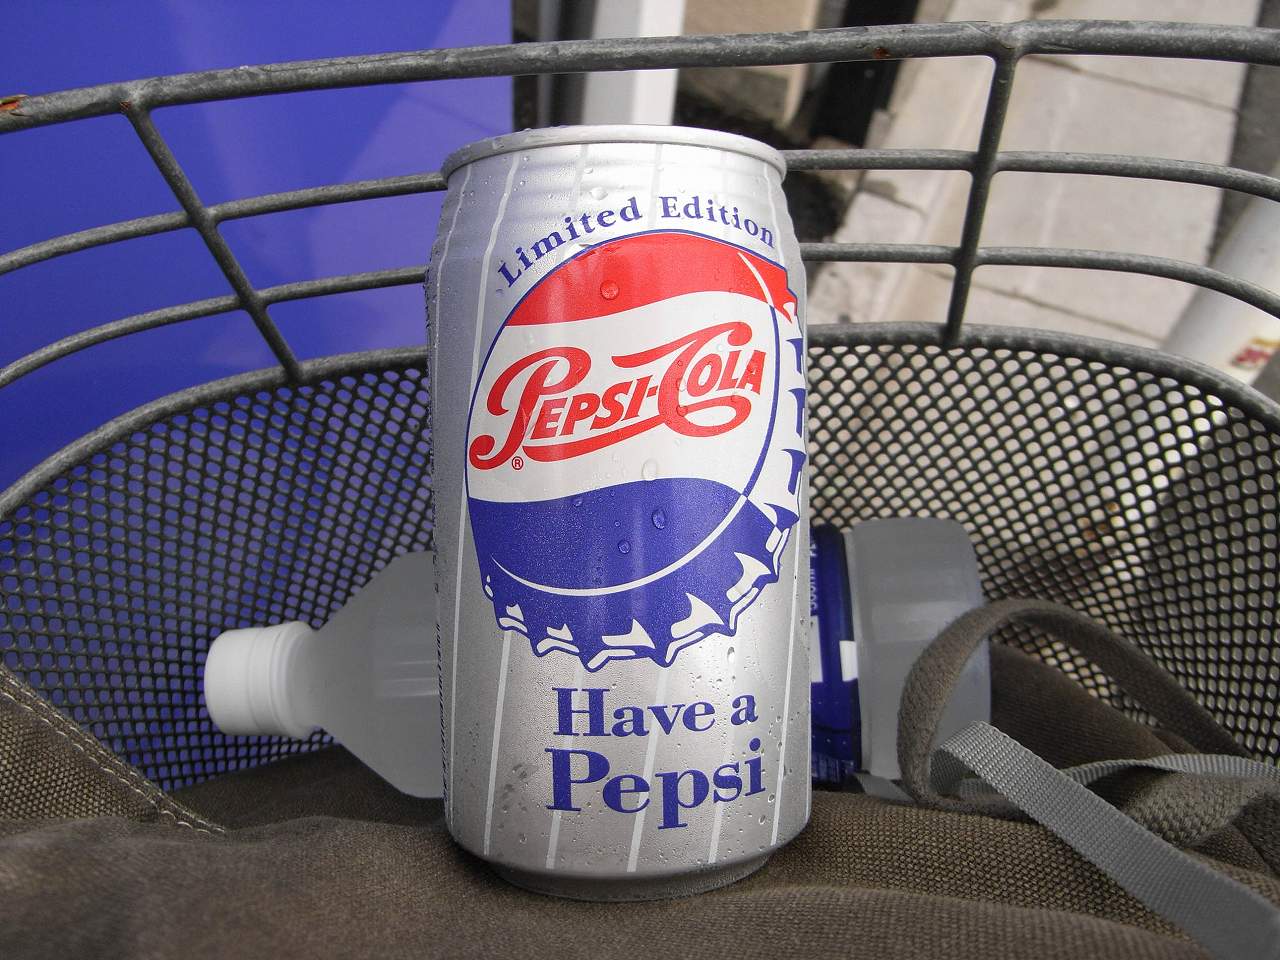 Limited Edition
PEPSI-COLA
®
Have a
Pepsi